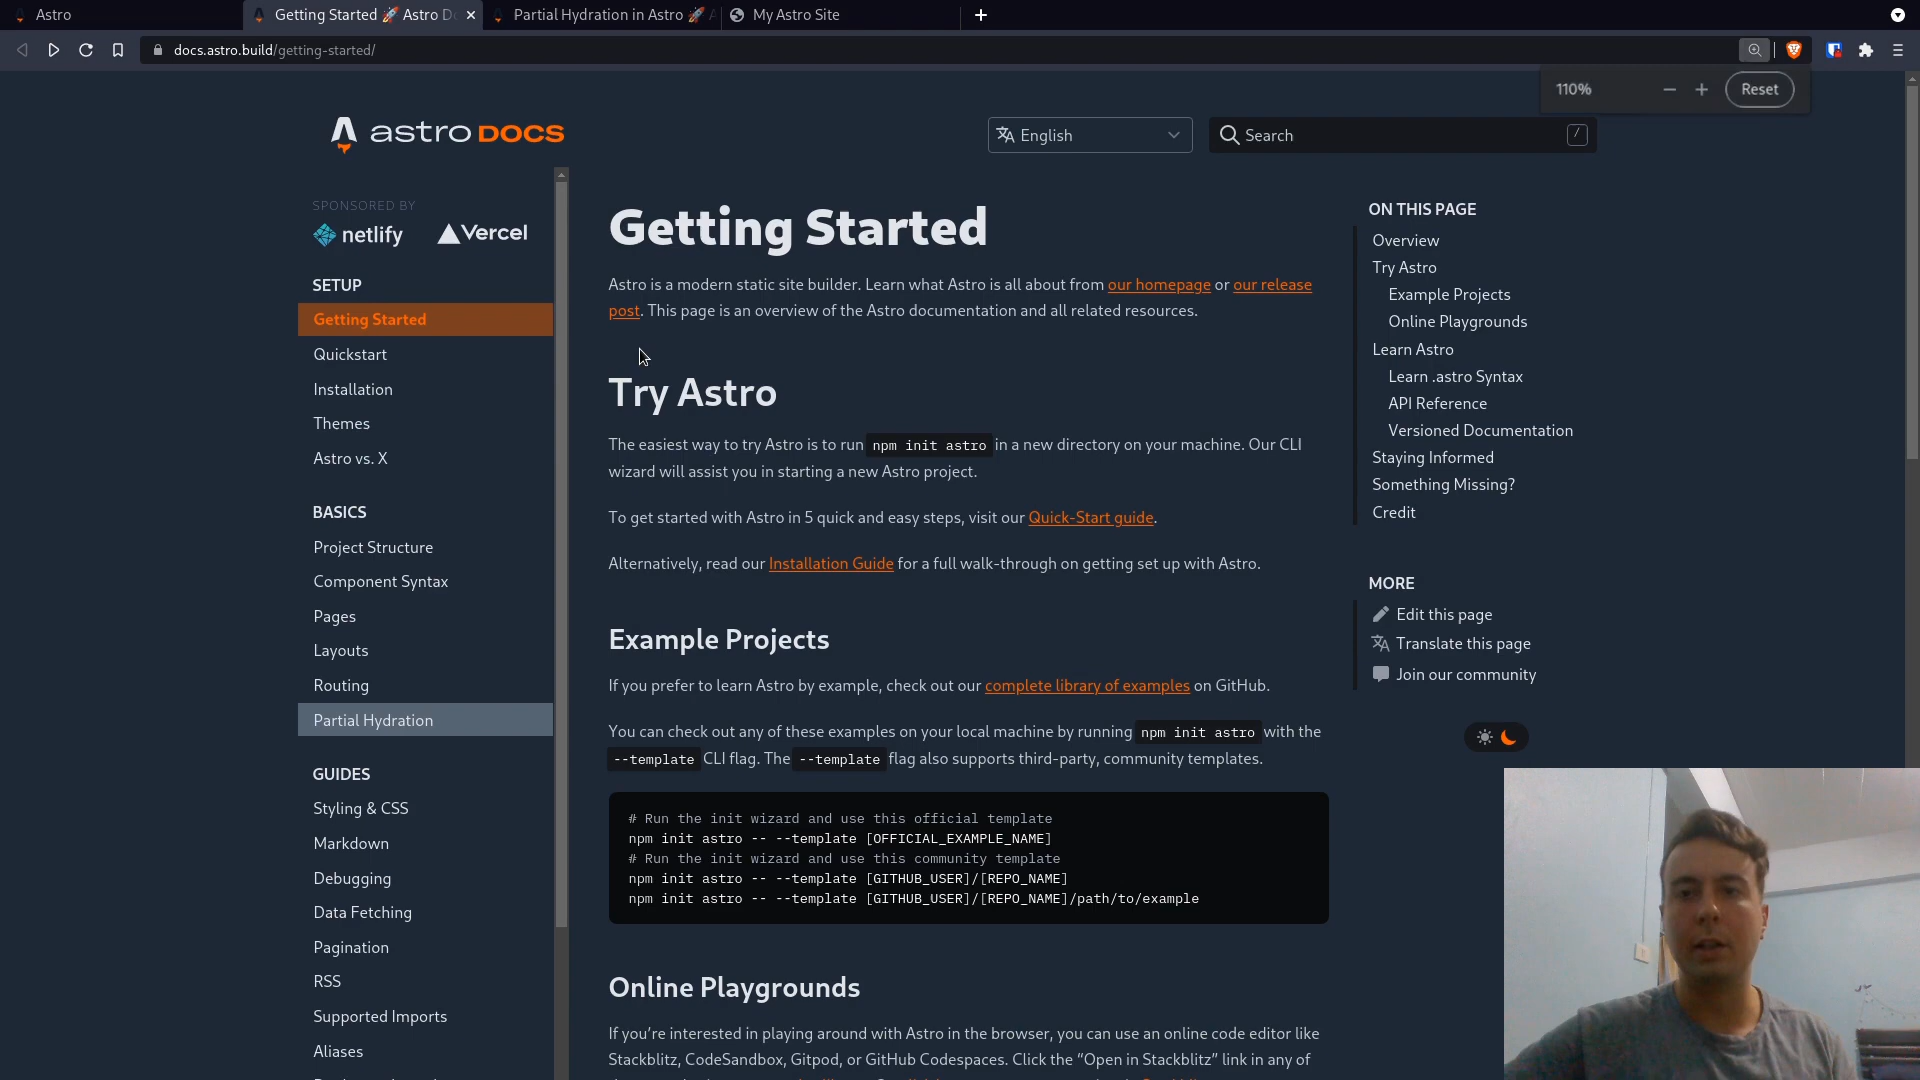 Astro
Getting Started 🚀 Astro D
Partial Hydration in Astro 🚀
My Astro Site
docs.astro.build/getting-started/
110%
Reset
astro DOCS
English
Search
/
SPONSORED BY
netlify
Vercel
SETUP
Getting Started
Quickstart
Installation
Themes
Astro vs. X
BASICS
Project Structure
Component Syntax
Pages
Layouts
Routing
Partial Hydration
GUIDES
Styling & CSS
Markdown
Debugging
Data Fetching
Pagination
RSS
Supported Imports
Aliases
Getting Started
Astro is a modern static site builder. Learn what Astro is all about from our homepage or our release
post. This page is an overview of the Astro documentation and all related resources.
Try Astro
The easiest way to try Astro is to run npm init astro in a new directory on your machine. Our CLI
wizard will assist you in starting a new Astro project.
To get started with Astro in 5 quick and easy steps, visit our Quick-Start guide.
Alternatively, read our Installation Guide for a full walk-through on getting set up with Astro.
Example Projects
If you prefer to learn Astro by example, check out our complete library of examples on GitHub.
You can check out any of these examples on your local machine by running npm init astro with the
--template CLI flag. The --template flag also supports third-party, community templates.
# Run the init wizard and use this official template
npm init astro -- --template [OFFICIAL_EXAMPLE_NAME]
# Run the init wizard and use this community template
npm init astro -- --template [GITHUB_USER]/[REPO_NAME]
npm init astro -- --template [GITHUB_USER]/[REPO_NAME]/path/to/example
Online Playgrounds
If you’re interested in playing around with Astro in the browser, you can use an online code editor like
Stackblitz, CodeSandbox, Gitpod, or GitHub Codespaces. Click the “Open in Stackblitz” link in any of
ON THIS PAGE
Overview
Try Astro
Example Projects
Online Playgrounds
Learn Astro
Learn .astro Syntax
API Reference
Versioned Documentation
Staying Informed
Something Missing?
Credit
MORE
Edit this page
Translate this page
Join our community